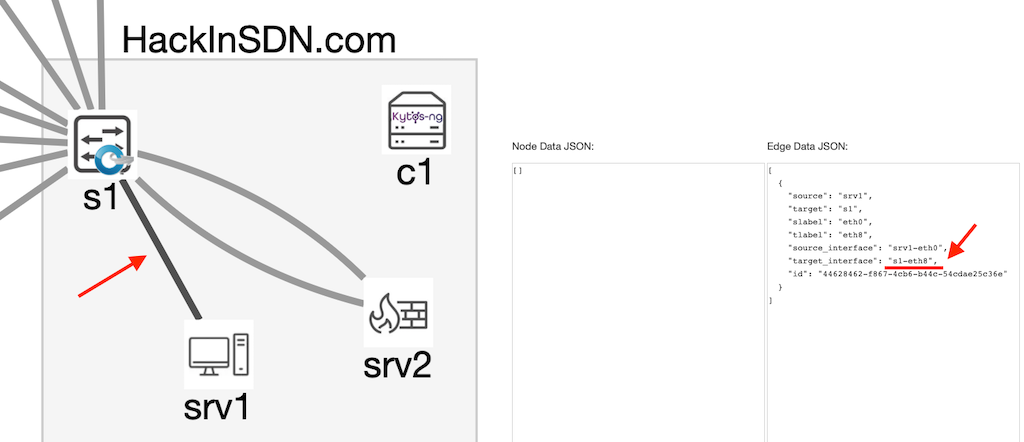 HackInSDN.com
Kytos-ng
c1
s1
srv2
srv1
Node Data JSON:
[]
Edge Data JSON:
[
{
"source": "srv1",
"target": "s1",
"slabel": "eth0",
"tlabel": "eth8",
"source_interface": "srv1-eth0",
"target_interface": "s1-eth8",
"id": "44628462-f867-4cb6-b44c-54cdae25c36e"
}
]